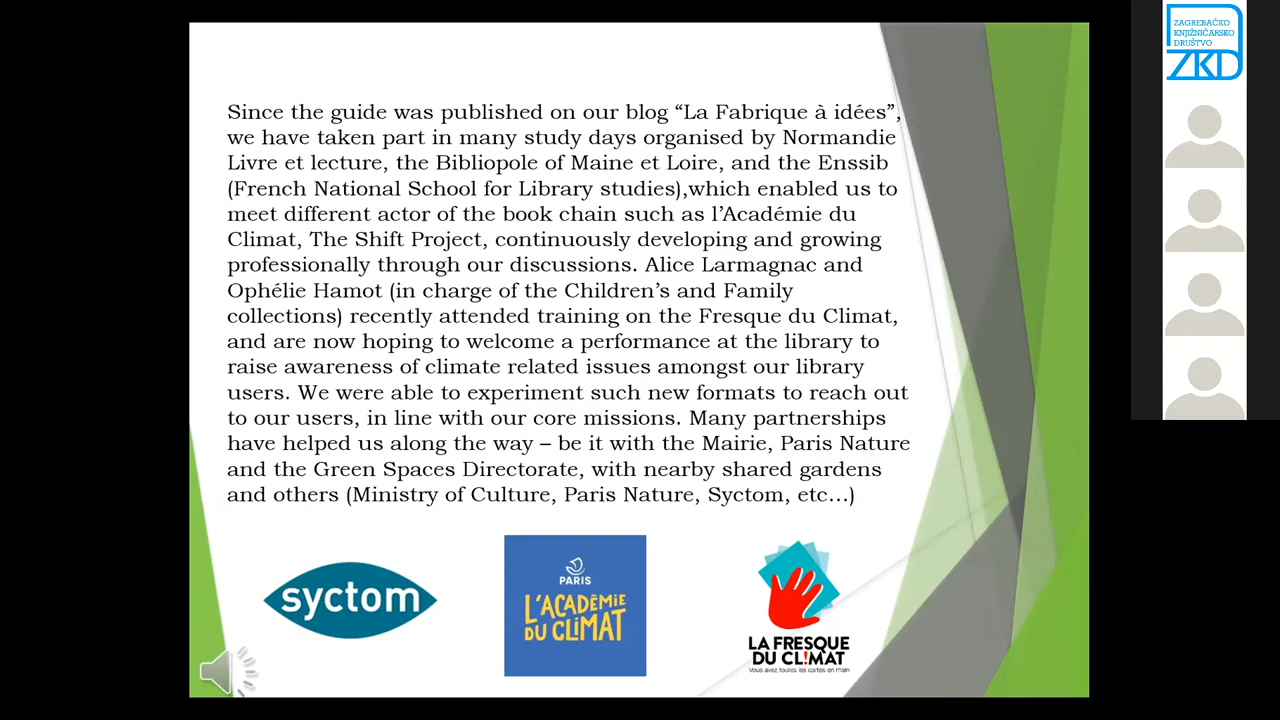 ZAGREBAČKO
KNJIŽNIČARSKO
DRUŠTVO
ZKD
Since the guide was published on our blog “La Fabrique à idées”,
we have taken part in many study days organised by Normandie
Livre et lecture, the Bibliopole of Maine et Loire, and the Enssib
(French National School for Library studies),which enabled us to
meet different actor of the book chain such as l’Académie du
Climat, The Shift Project, continuously developing and growing
professionally through our discussions. Alice Larmagnac and
Ophélie Hamot (in charge of the Children’s and Family
collections) recently attended training on the Fresque du Climat,
and are now hoping to welcome a performance at the library to
raise awareness of climate related issues amongst our library
users. We were able to experiment such new formats to reach out
to our users, in line with our core missions. Many partnerships
have helped us along the way – be it with the Mairie, Paris Nature
and the Green Spaces Directorate, with nearby shared gardens
and others (Ministry of Culture, Paris Nature, Syctom, etc…)
syctom
PARIS
L'ACADÉMIE
DU CLIMAT
LA FRESQUE
DU CL!MAT
Vous avez toutes les cartes en main